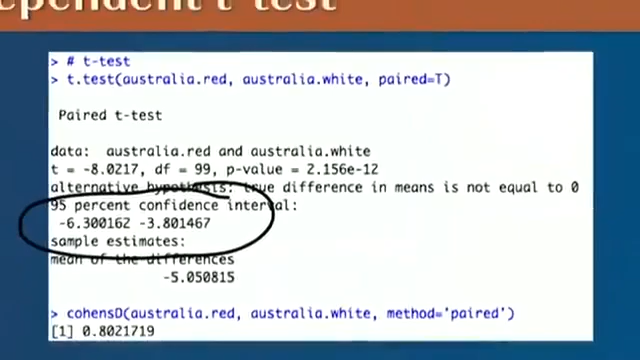 ependent t-test
> # t-test
> t.test(australia.red, australia.white, paired=T)
Paired t-test
data: australia.red and australia.white
t = -8.0217, df = 99, p-value = 2.156e-12
alternative hypothesis: true difference in means is not equal to 0
95 percent confidence interval:
-6.300162 -3.801467
sample estimates:
mean of the differences
-5.050815
> cohensD(australia.red, australia.white, method='paired')
[1] 0.8021719